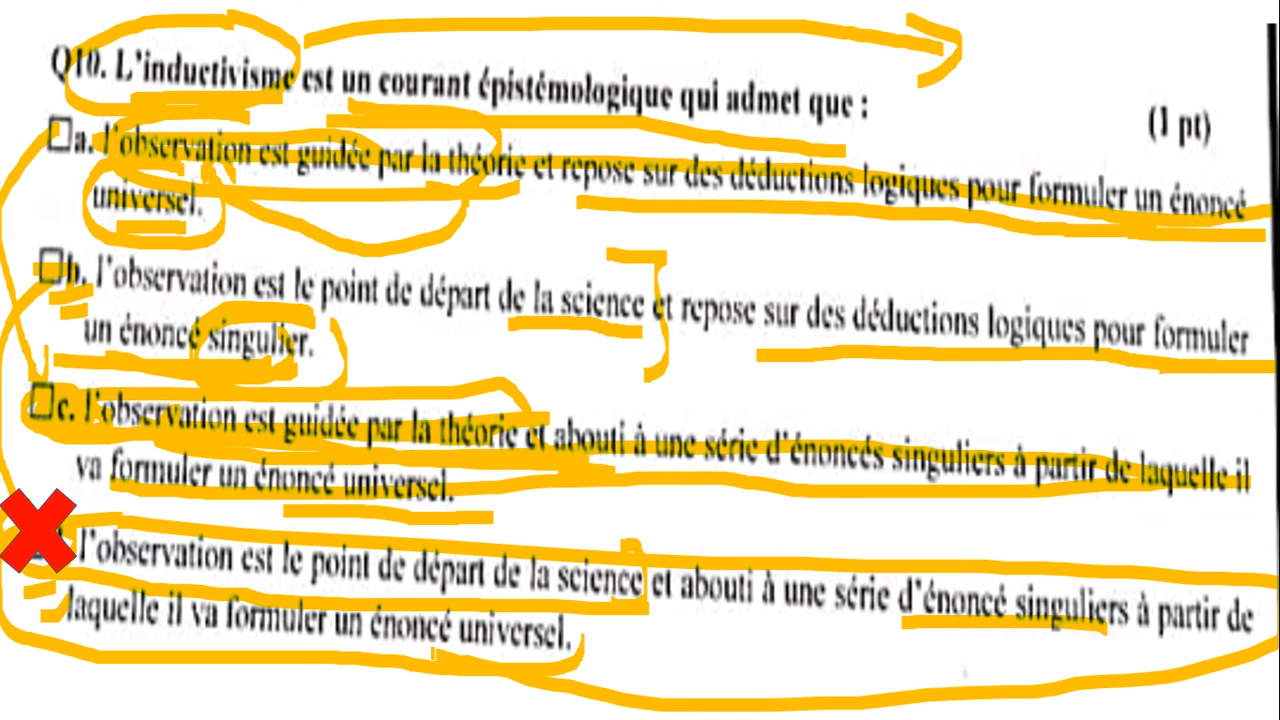 Q10. L'inductivisme est un courant épistémologique qui admet que :
(1 pt)
a. l'observation est guidée par la théorie et repose sur des déductions logiques pour formuler un énoncé
universel.
b. l'observation est le point de départ de la science et repose sur des déductions logiques pour formuler
un énoncé singulier.
c. l'observation est guidée par la théorie et abouti à une série d'énoncés singuliers à partir de laquelle il
va formuler un énoncé universel.
l'observation est le point de départ de la science et abouti à une série d'énoncé singuliers à partir de
laquelle il va formuler un énoncé universel.